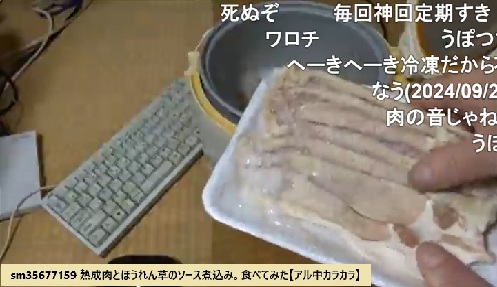 死ぬぞ 毎回神回定期すき
ワロチ うぽつ
へーきへーき冷凍だから
なう(2024/09/2
肉の音じゃね
うぽ
sm35677159 熟成肉とほうれん草のソース煮込み。食べてみた【アル中カラカラ】